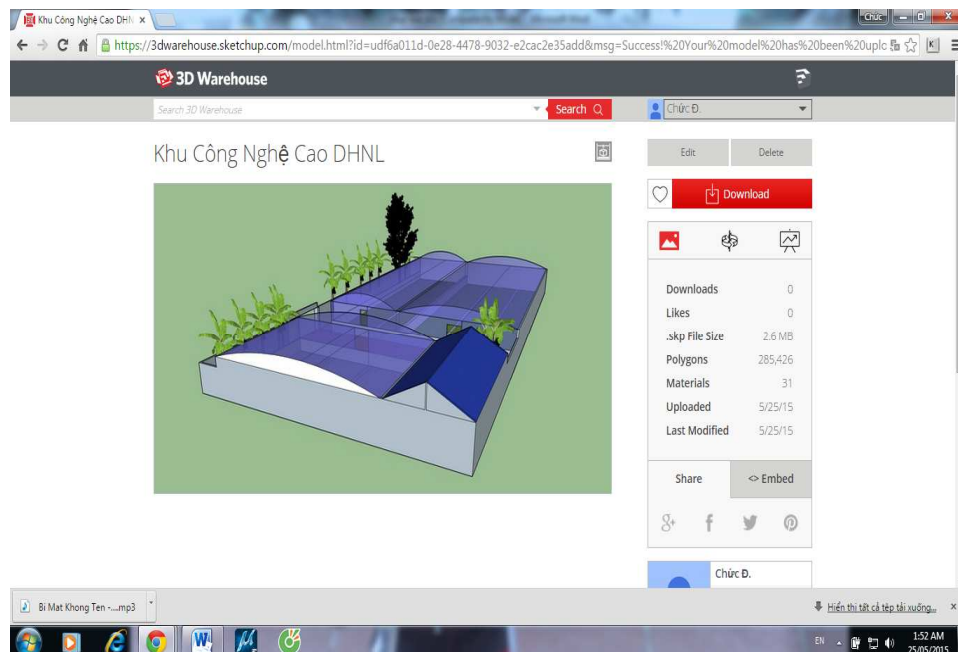 Khu Công Nghệ Cao DHN
Chức
https://3dwarehouse.sketchup.com/model.html?id=udf6a011d-0e28-4478-9032-e2cac2e35add&msg=Success!%20Your%20model%20has%20been%20uplo
3D Warehouse
Search 3D Warehouse
Search
Chức Đ.
Khu Công Nghệ Cao DHNL
Edit
Delete
Download
Downloads 0
Likes 0
.skp File Size 2.6 MB
Polygons 285,426
Materials 31
Uploaded 5/25/15
Last Modified 5/25/15
Share
<> Embed
Chức Đ.
Bi Mat Khong Ten -....mp3
Hiển thị tất cả tệp tải xuống...
EN
1:52 AM
25/05/2015